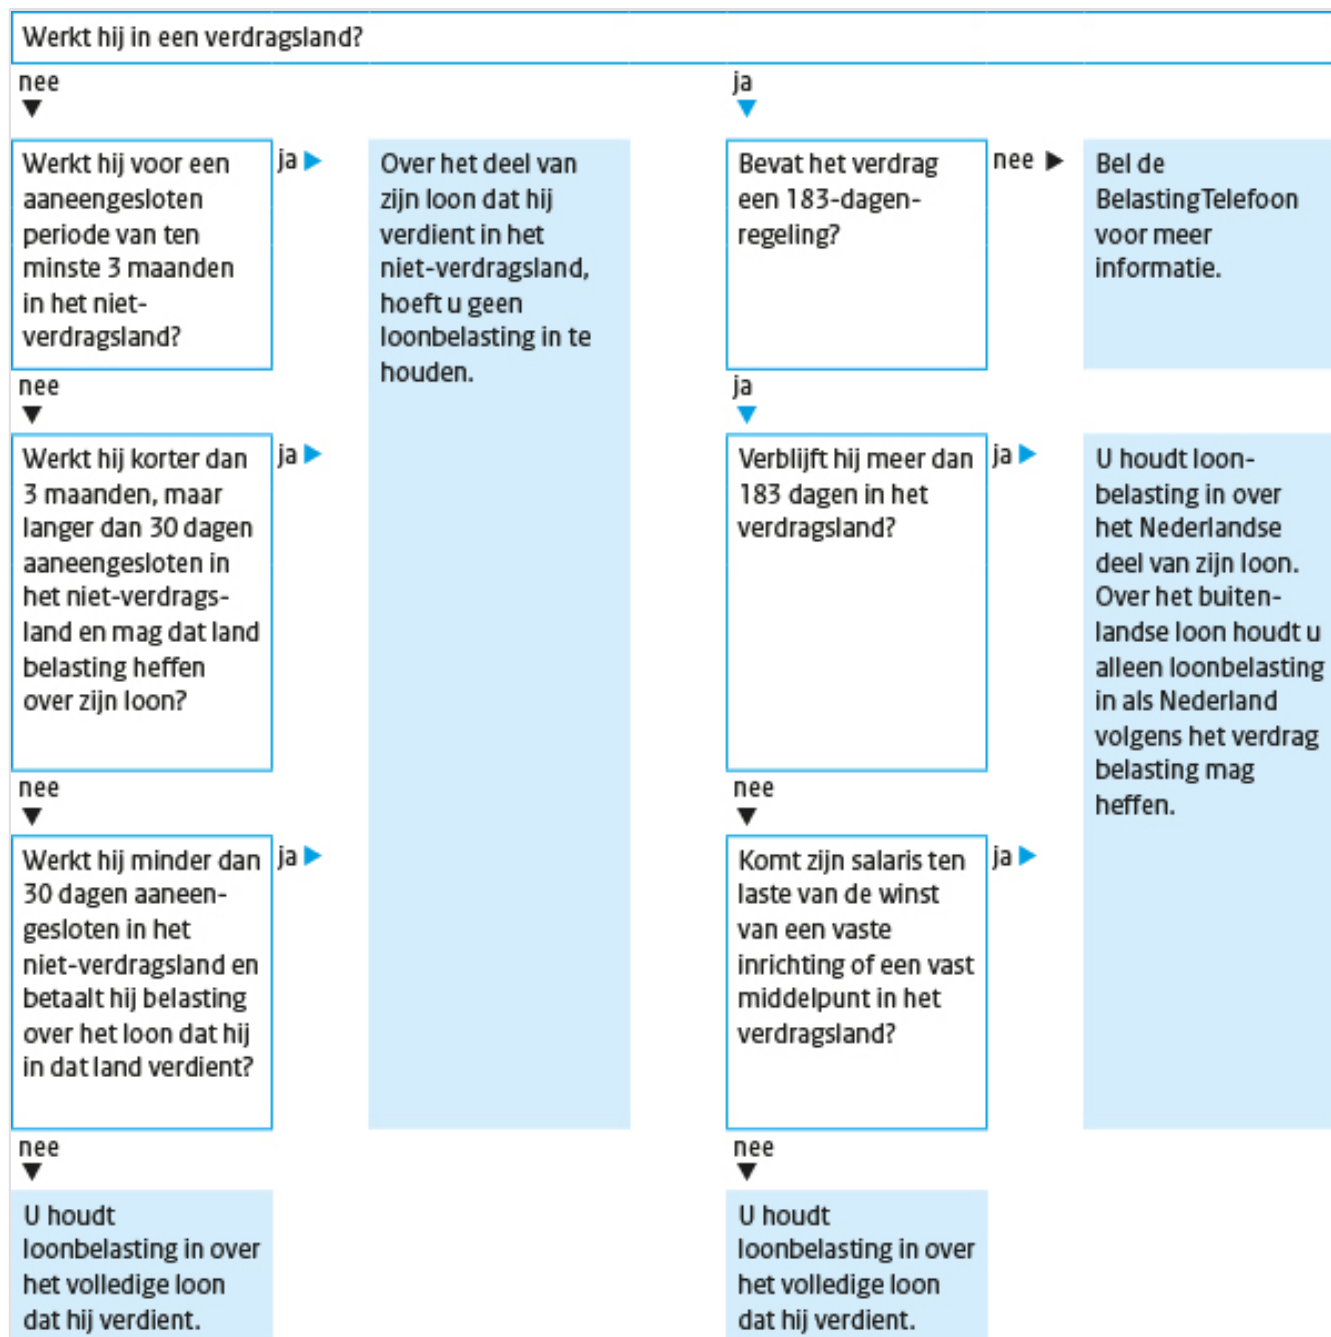 Werkt hij in een verdragsland?
nee
Werkt hij voor een
aaneengesloten
periode van ten
minste 3 maanden
in het niet-
verdragsland?
ja
Over het deel van
zijn loon dat hij
verdient in het
niet-verdragsland,
hoeft u geen
loonbelasting in te
houden.
nee
Werkt hij korter dan
3 maanden, maar
langer dan 30 dagen
aaneengesloten in
het niet-verdrags-
land en mag dat land
belasting heffen
over zijn loon?
ja
nee
Werkt hij minder dan
30 dagen aaneen-
gesloten in het
niet-verdragsland en
betaalt hij belasting
over het loon dat hij
in dat land verdient?
ja
nee
U houdt
loonbelasting in over
het volledige loon
dat hij verdient.
ja
Bevat het verdrag
een 183-dagen-
regeling?
nee
Bel de
BelastingTelefoon
voor meer
informatie.
ja
Verblijft hij meer dan
183 dagen in het
verdragsland?
ja
U houdt loon-
belasting in over
het Nederlandse
deel van zijn loon.
Over het buiten-
landse loon houdt u
alleen loonbelasting
in als Nederland
volgens het verdrag
belasting mag
heffen.
nee
Komt zijn salaris ten
laste van de winst
van een vaste
inrichting of een vast
middelpunt in het
verdragsland?
ja
nee
U houdt
loonbelasting in over
het volledige loon
dat hij verdient.